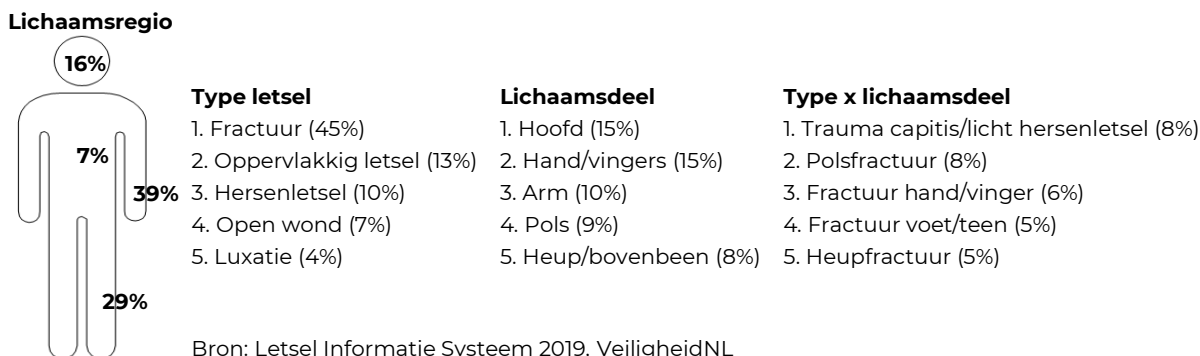 Lichaamsregio
16%
7%
39%
29%
Type letsel
1. Fractuur (45%)
2. Oppervlakkig letsel (13%)
3. Hersenletsel (10%)
4. Open wond (7%)
5. Luxatie (4%)
Lichaamsdeel
1. Hoofd (15%)
2. Hand/vingers (15%)
3. Arm (10%)
4. Pols (9%)
5. Heup/bovenbeen (8%)
Type x lichaamsdeel
1. Trauma capitis/licht hersenletsel (8%)
2. Polsfractuur (8%)
3. Fractuur hand/vinger (6%)
4. Fractuur voet/teen (5%)
5. Heupfractuur (5%)
Bron: Letsel Informatie Systeem 2019, VeiligheidNL